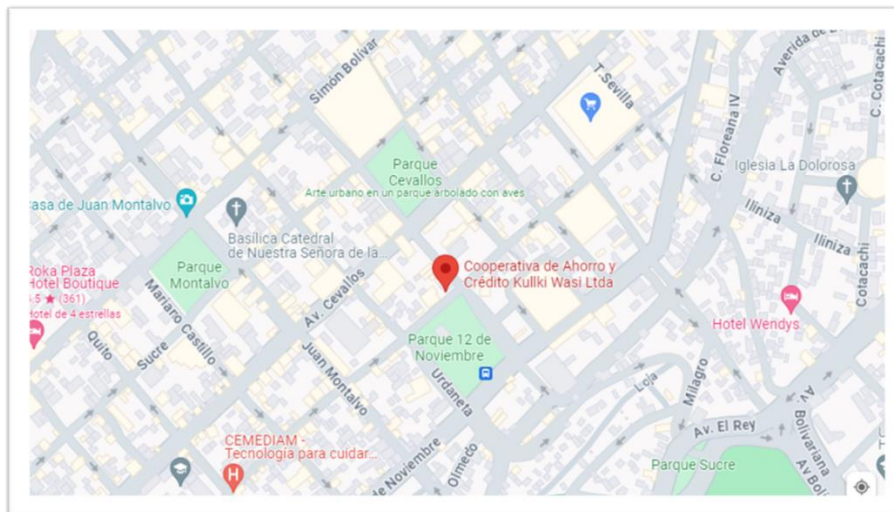 Simón Bolívar
T. Sevilla
Avenida de
C. Cotacachi
C. Floreana IV
Parque
Cevallos
Iglesia La Dolorosa
Arte urbano en un parque arbolado con aves
asa de Juan Montalvo
Iliniza
Iliniza
Basílica Catedral
de Nuestra Señora de la...
Cooperativa de Ahorro y
Crédito Kullki Wasi Ltda
Roka Plaza
Hotel Boutique
4.5 ★ (361)
Hotel de 4 estrellas
Parque
Montalvo
Av. Cevallos
Cotacachi
Mariano Castillo
Hotel Wendys
Quito
Sucre
Parque 12 de
Noviembre
Juan Montalvo
Urdaneta
Loja
Milagro
Av.
Bolivariana
Av. El Rey
CEMEDIAM -
Tecnología para cuidar...
H
de Noviembre
Olmedo
Parque Sucre
Av Bolí